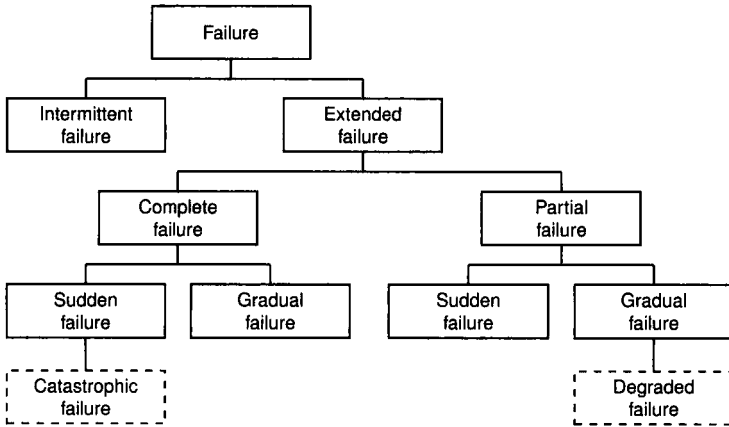 Failure
Intermittent
failure
Extended
failure
Complete
failure
Partial
failure
Sudden
failure
Gradual
failure
Sudden
failure
Gradual
failure
Catastrophic
failure
Degraded
failure